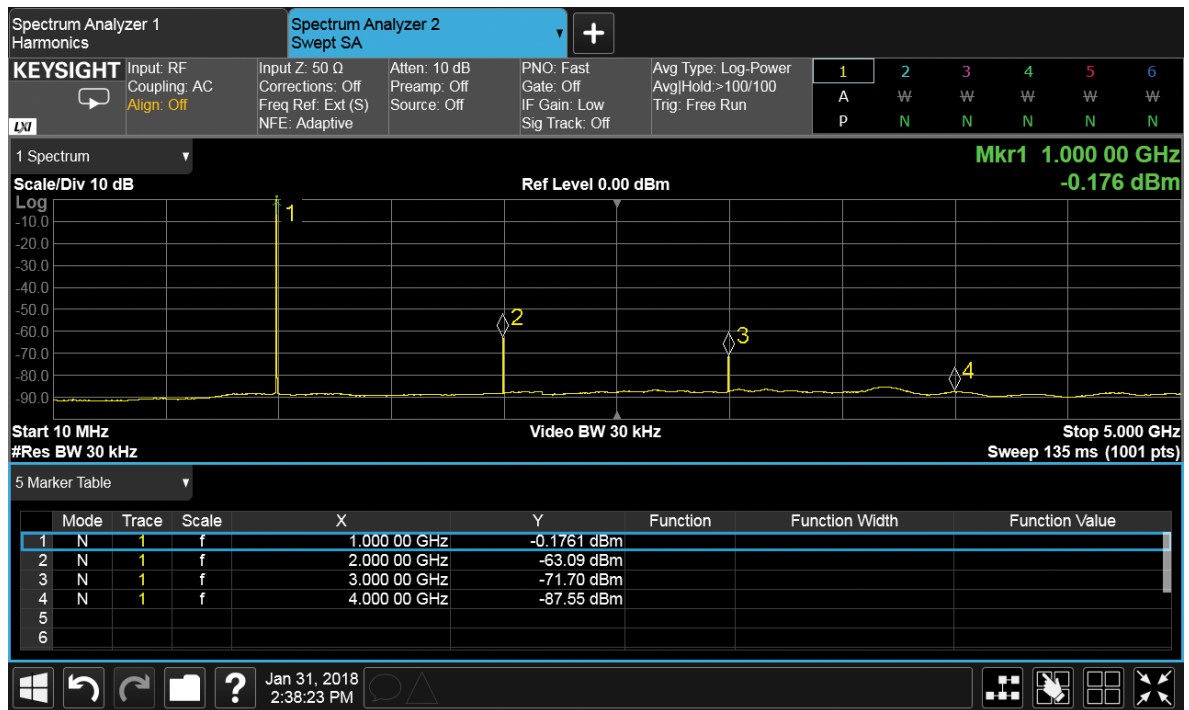 Spectrum Analyzer 1
Harmonics
Spectrum Analyzer 2
Swept SA
KEYSIGHT
LXI
Input: RF
Coupling: AC
Align: Off
Input Z: 50 Ω
Corrections: Off
Freq Ref: Ext (S)
NFE: Adaptive
Atten: 10 dB
Preamp: Off
Source: Off
PNO: Fast
Gate: Off
IF Gain: Low
Sig Track: Off
Avg Type: Log-Power
Avg|Hold:>100/100
Trig: Free Run
1 2 3 4 5 6
A W W W W W
P N N N N N
1 Spectrum
Mkr1 1.000 00 GHz
-0.176 dBm
Scale/Div 10 dB
Ref Level 0.00 dBm
Log
-10.0
-20.0
-30.0
-40.0
-50.0
-60.0
-70.0
-80.0
-90.0
1
2
3
4
Start 10 MHz
Video BW 30 kHz
Stop 5.000 GHz
#Res BW 30 kHz
Sweep 135 ms (1001 pts)
5 Marker Table
Mode Trace Scale X Y Function Function Width Function Value
1 N 1 f 1.000 00 GHz -0.1761 dBm
2 N 1 f 2.000 00 GHz -63.09 dBm
3 N 1 f 3.000 00 GHz -71.70 dBm
4 N 1 f 4.000 00 GHz -87.55 dBm
5
6
?
Jan 31, 2018
2:38:23 PM